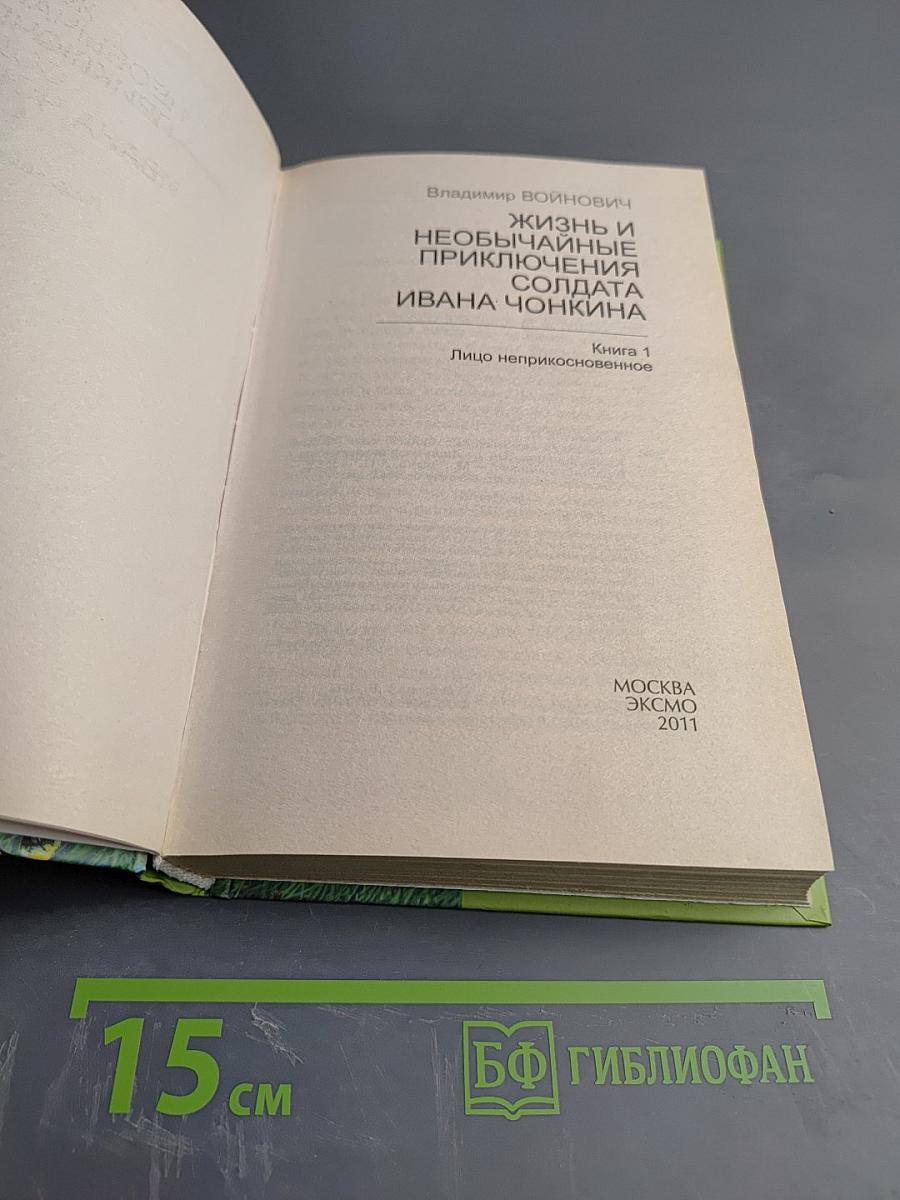 Владимир ВОЙНОВИЧ
ЖИЗНЬ И
НЕОБЫЧАЙНЫЕ
ПРИКЛЮЧЕНИЯ
СОЛДАТА
ИВАНА ЧОНКИНА
Книга 1
Лицо неприкосновенное
МОСКВА
ЭКСМО
2011
15 см
БФ ГИБЛИОФАН